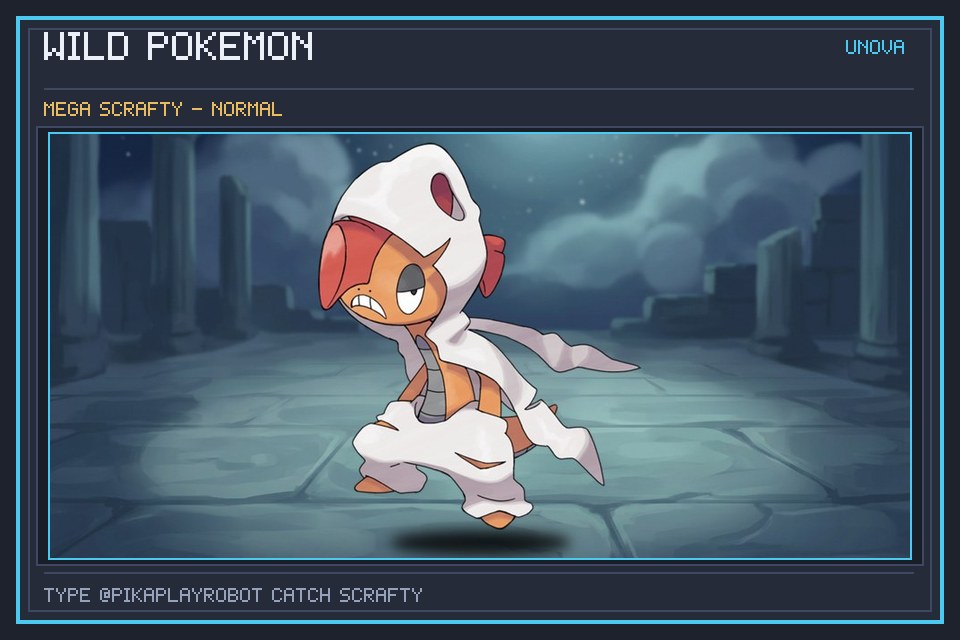 WILD POKEMON
UNOVA
MEGA SCRAFTY - NORMAL
TYPE @PIKAPLAYROBOT CATCH SCRAFTY